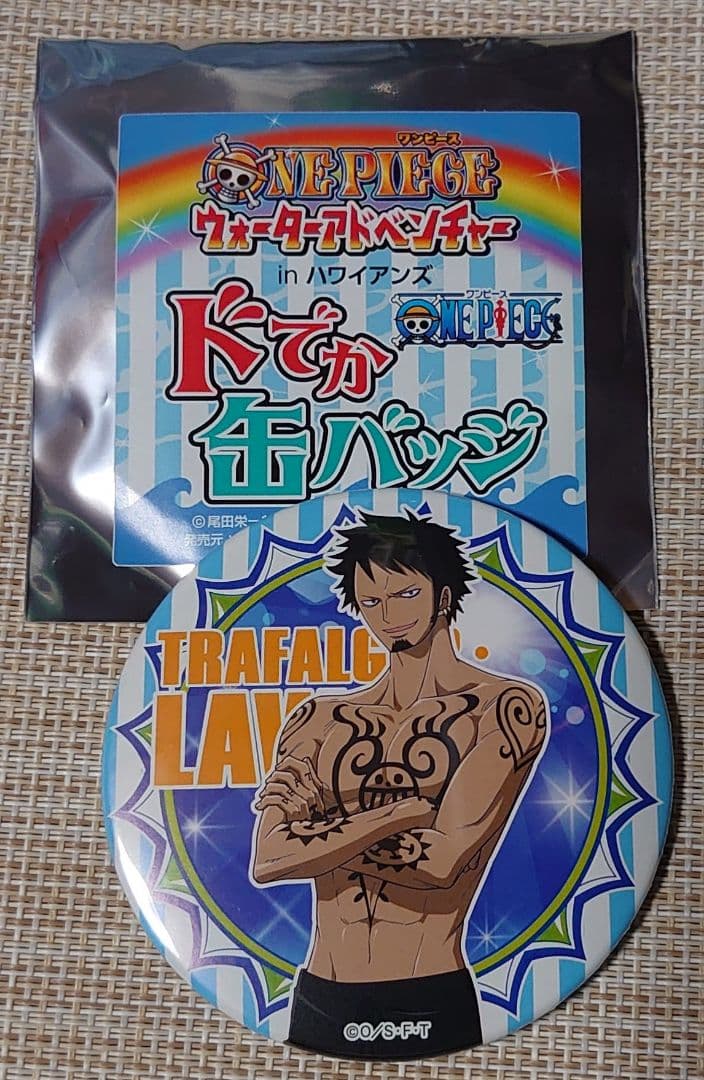 ワンピース
ONE PIECE
ウォーターアドベンチャー
in ハワイアンズ
ワンピース
ONE PIECE
ドでか
缶バッジ
©尾田栄一
発売元
TRAFALG
LAW
©O/S・F・T